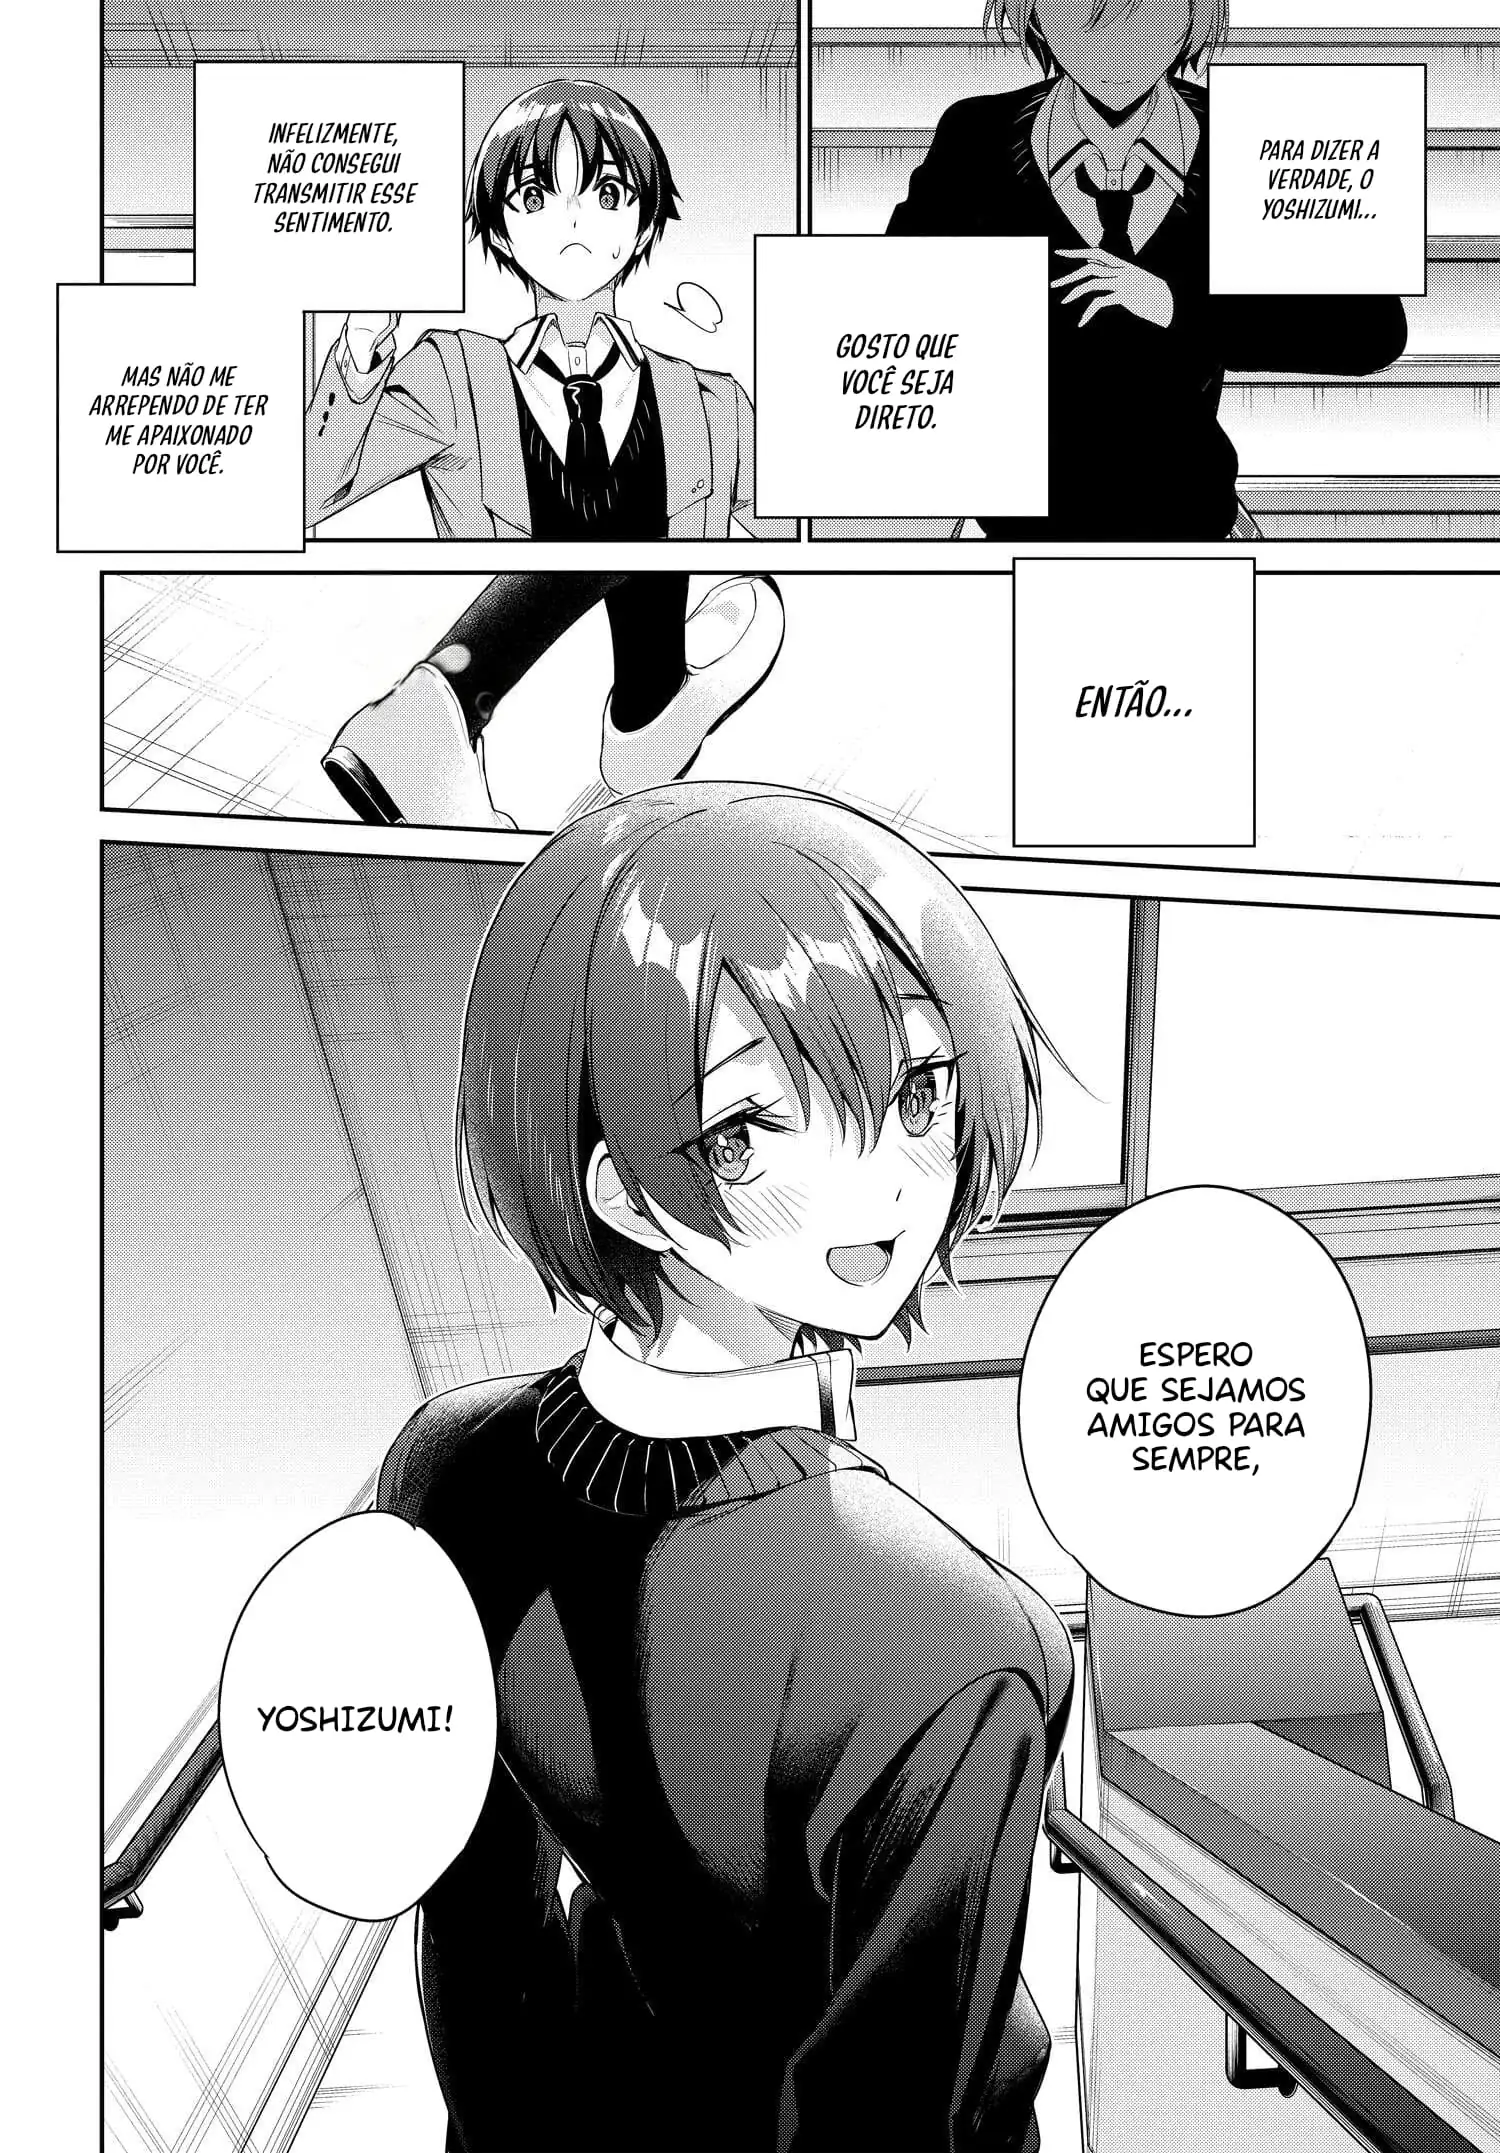 PARA DIZER A
VERDADE, O
YOSHIZUMI...
GOSTO QUE
VOCÊ SEJA
DIRETO.
INFELIZMENTE,
NÃO CONSEGUI
TRANSMITIR ESSE
SENTIMENTO.
MAS NÃO ME
ARREPENDO DE TER
ME APAIXONADO
POR VOCÊ.
ENTÃO...
ESPERO
QUE SEJAMOS
AMIGOS PARA
SEMPRE,
YOSHIZUMI!